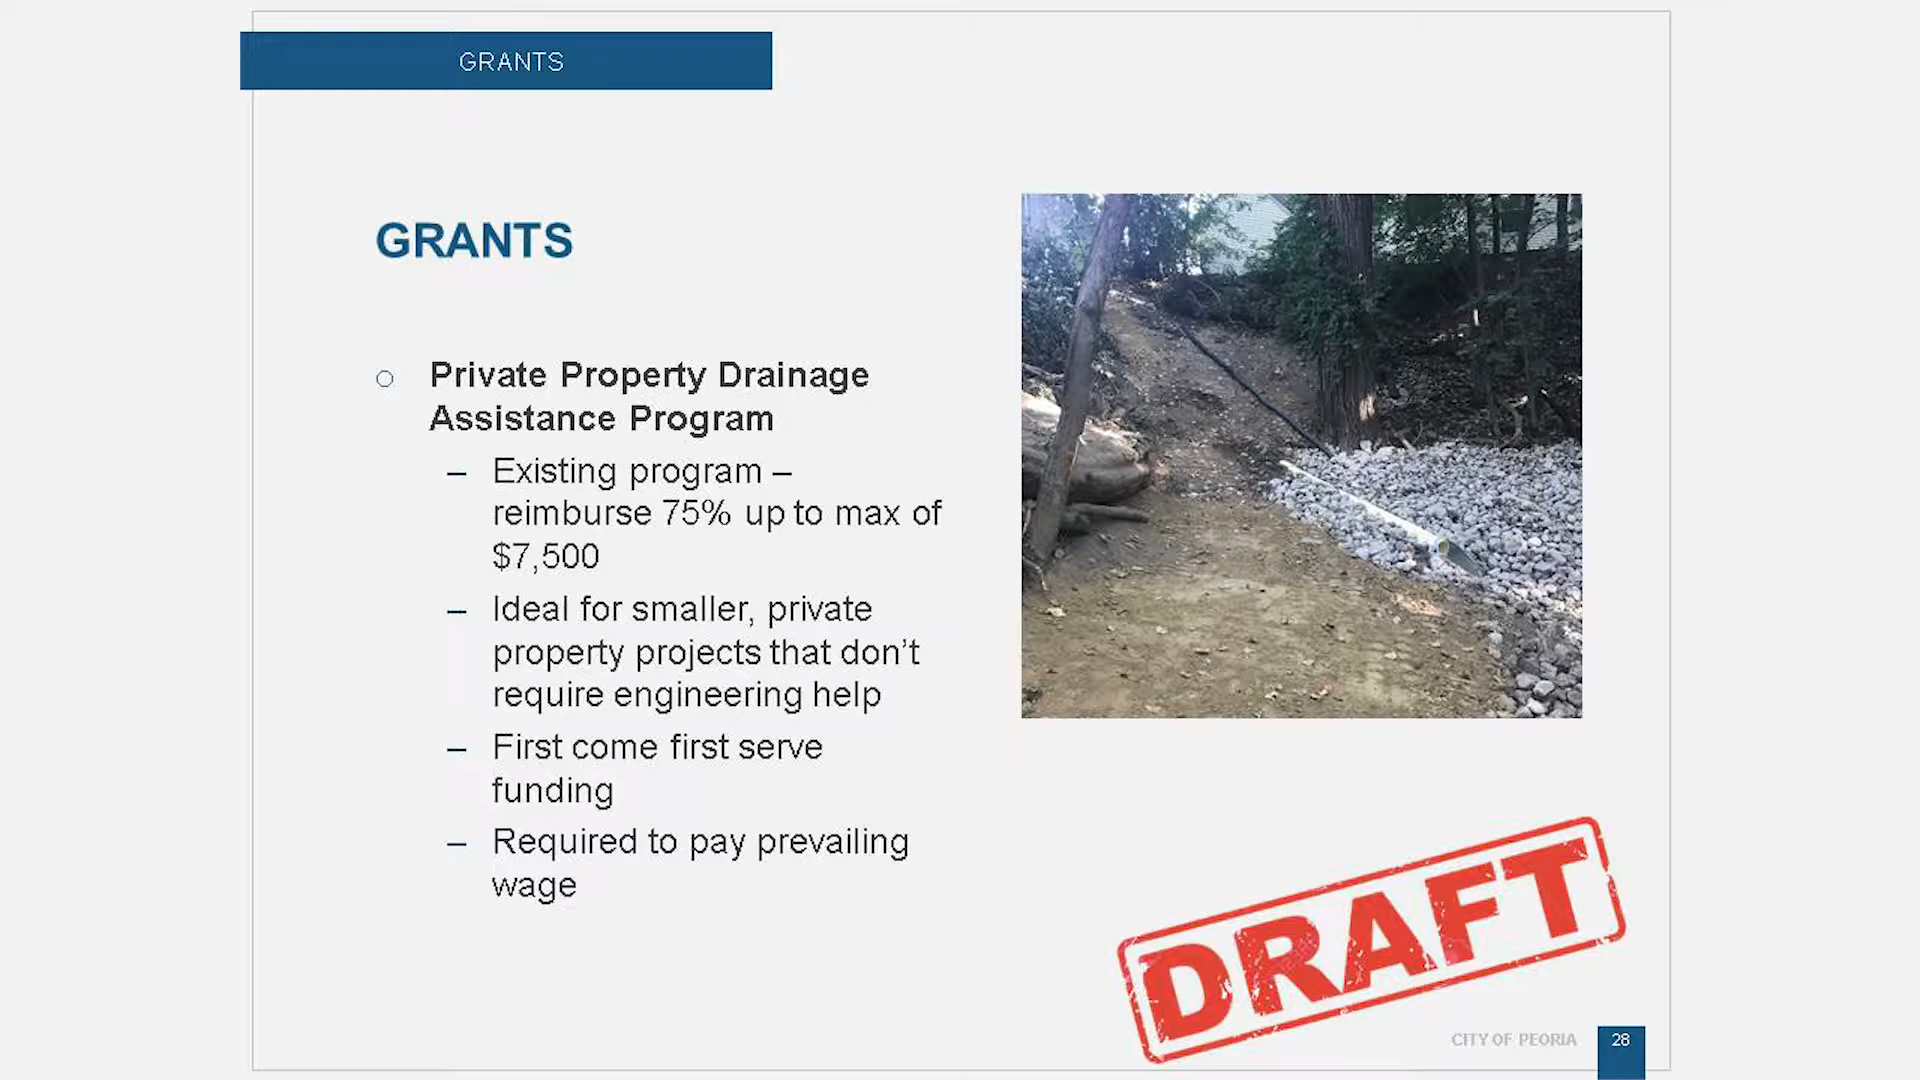 GRANTS
GRANTS
Private Property Drainage
Assistance Program
– Existing program –
reimburse 75% up to max of
$7,500
– Ideal for smaller, private
property projects that don’t
require engineering help
– First come first serve
funding
– Required to pay prevailing
wage
DRAFT
CITY OF PEORIA 28